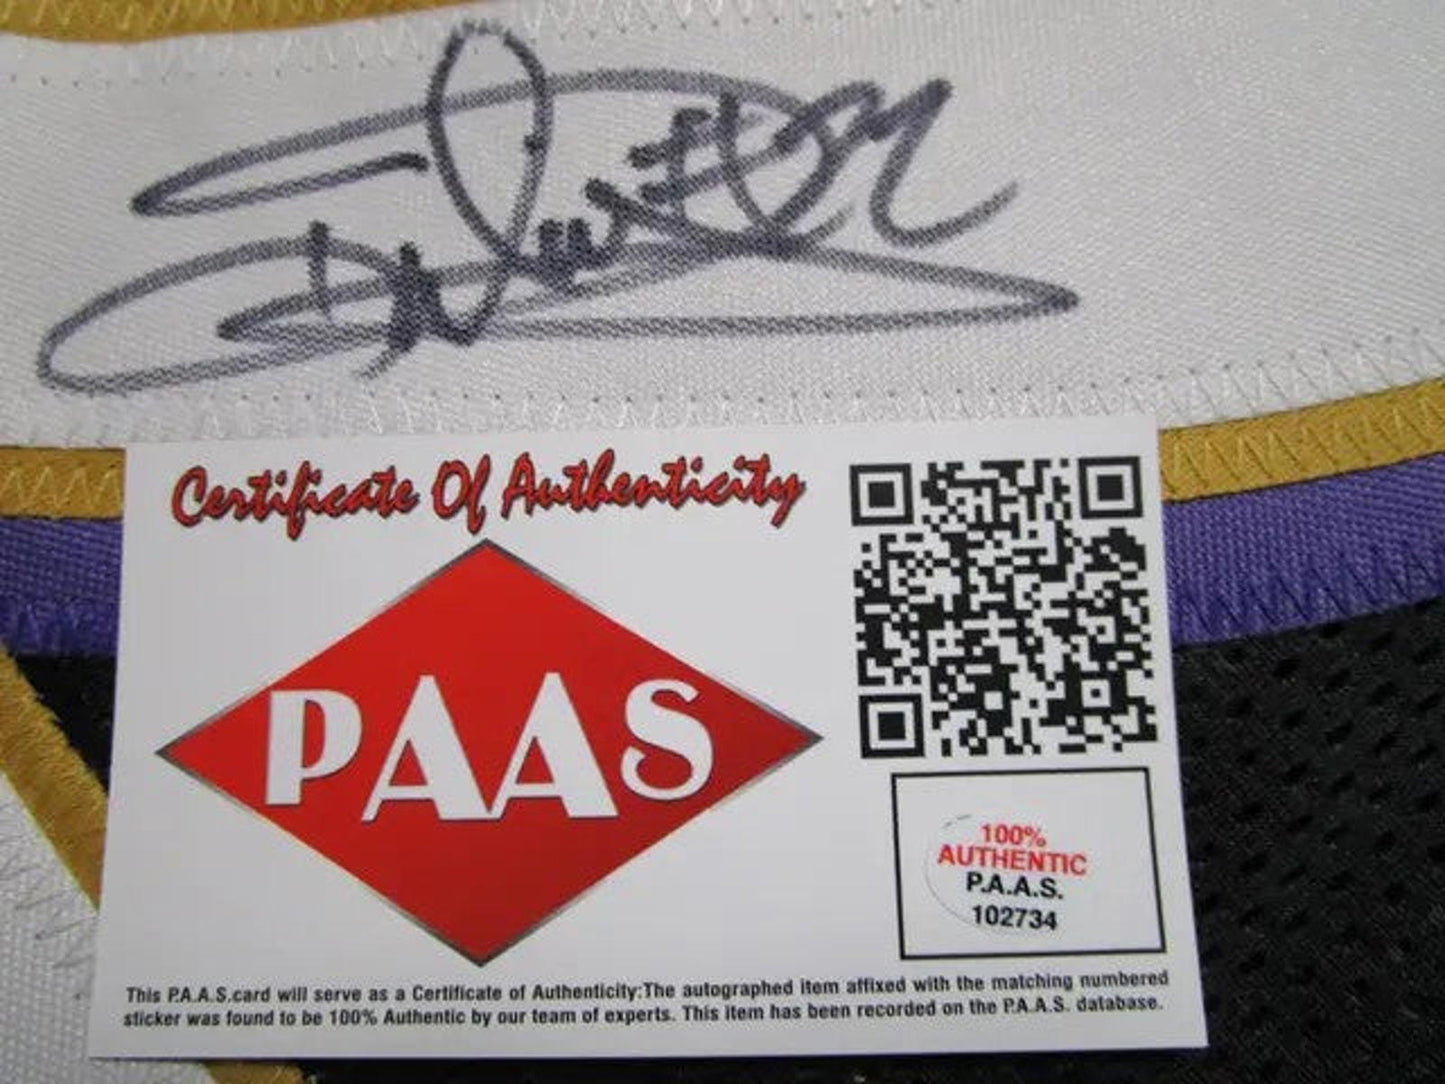 Certificate Of Authenticity
PAAS
100%
AUTHENTIC
P.A.A.S.
102734
This P.A.A.S.card will serve as a Certificate of Authenticity:The autographed item affixed with the matching numbered
sticker was found to be 100% Authentic by our team of experts. This item has been recorded on the P.A.A.S. database.